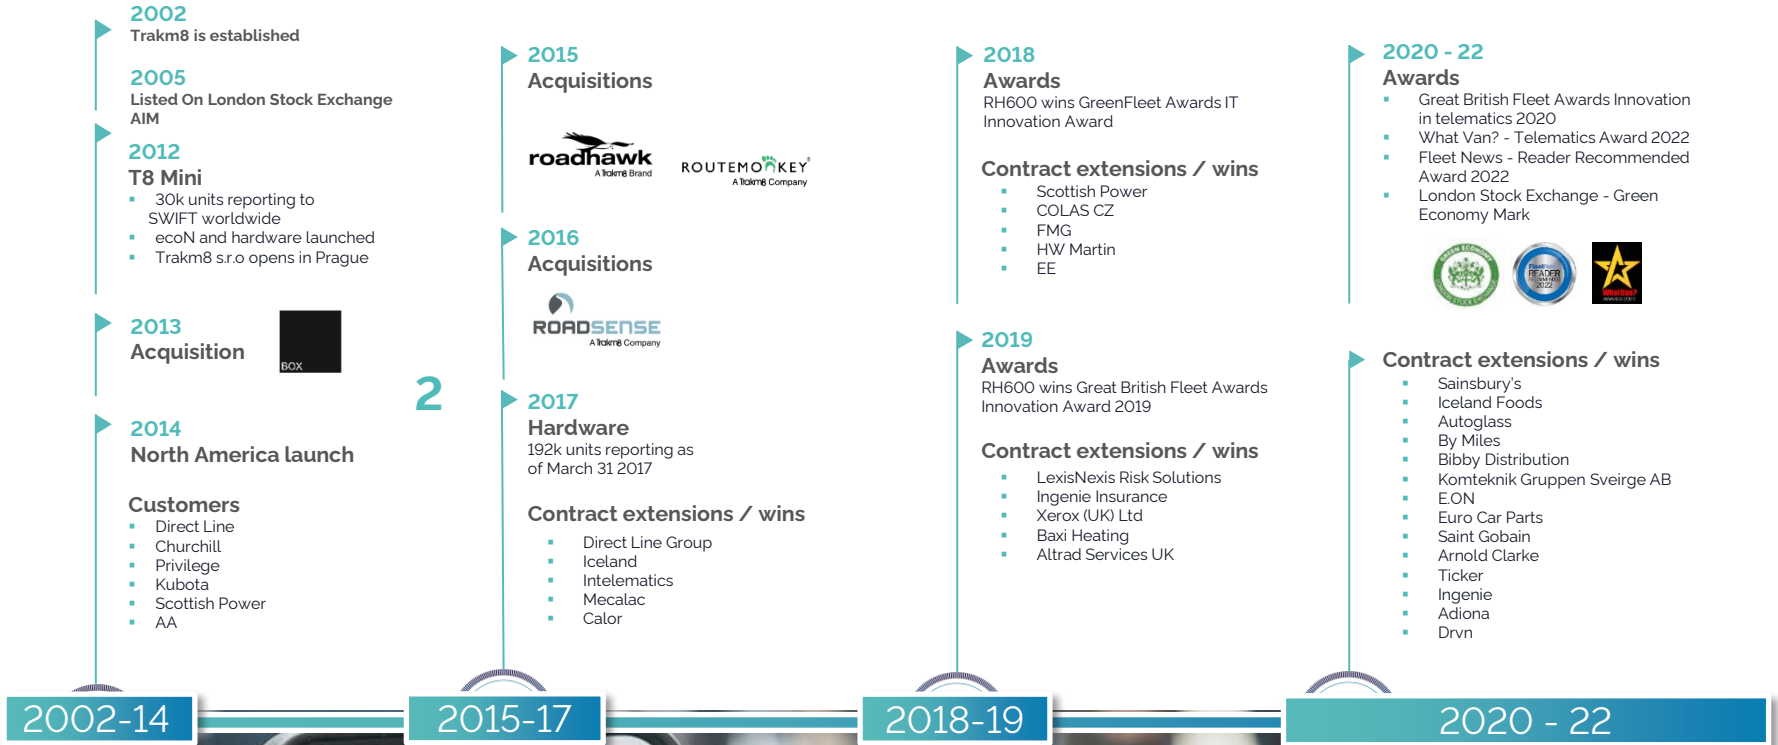 2002
Trakm8 is established
2005
Listed On London Stock Exchange
AIM
2012
T8 Mini
▪ 30k units reporting to
SWIFT worldwide
▪ ecoN and hardware launched
▪ Trakm8 s.r.o opens in Prague
2013
Acquisition
BOX
2014
North America launch
Customers
▪ Direct Line
▪ Churchill
▪ Privilege
▪ Kubota
▪ Scottish Power
▪ AA
2002-14
2
2015
Acquisitions
roadhawk
A Trakm8 Brand
ROUTEMONKEY
A Trakm8 Company
2016
Acquisitions
ROADSENSE
A Trakm8 Company
2017
Hardware
192k units reporting as
of March 31 2017
Contract extensions / wins
▪ Direct Line Group
▪ Iceland
▪ Intelematics
▪ Mecalac
▪ Calor
2015-17
2018
Awards
RH600 wins GreenFleet Awards IT
Innovation Award
Contract extensions / wins
▪ Scottish Power
▪ COLAS CZ
▪ FMG
▪ HW Martin
▪ EE
2019
Awards
RH600 wins Great British Fleet Awards
Innovation Award 2019
Contract extensions / wins
▪ LexisNexis Risk Solutions
▪ Ingenie Insurance
▪ Xerox (UK) Ltd
▪ Baxi Heating
▪ Altrad Services UK
2018-19
2020 - 22
Awards
▪ Great British Fleet Awards Innovation
in telematics 2020
▪ What Van? - Telematics Award 2022
▪ Fleet News - Reader Recommended
Award 2022
▪ London Stock Exchange - Green
Economy Mark
GREEN ECONOMY
LONDON STOCK EXCHANGE
READER
RECOMMENDED
2022
WhatVan?
Contract extensions / wins
▪ Sainsbury's
▪ Iceland Foods
▪ Autoglass
▪ By Miles
▪ Bibby Distribution
▪ Komteknik Gruppen Sveirge AB
▪ E.ON
▪ Euro Car Parts
▪ Saint Gobain
▪ Arnold Clarke
▪ Ticker
▪ Ingenie
▪ Adiona
▪ Drvn
2020 - 22